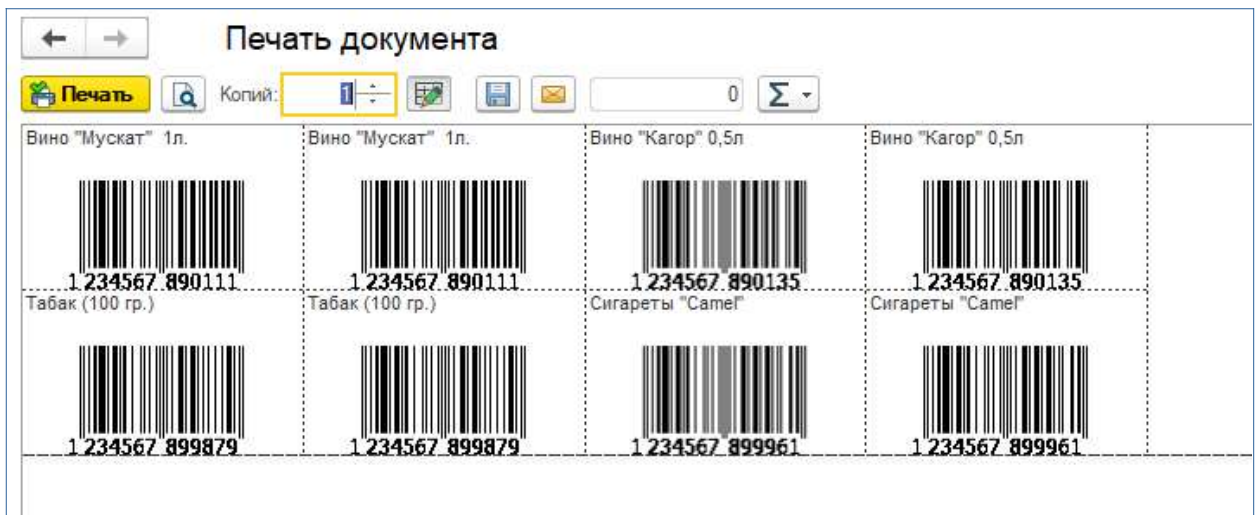 Печать документа
Печать Копий: 1 0 Σ
Вино "Мускат" 1л. Вино "Мускат" 1л. Вино "Кагор" 0,5л Вино "Кагор" 0,5л
1 234567 890111 1 234567 890111 1 234567 890135 1 234567 890135
Табак (100 гр.) Табак (100 гр.) Сигареты "Camel" Сигареты "Camel"
1 234567 899879 1 234567 899879 1 234567 899961 1 234567 899961